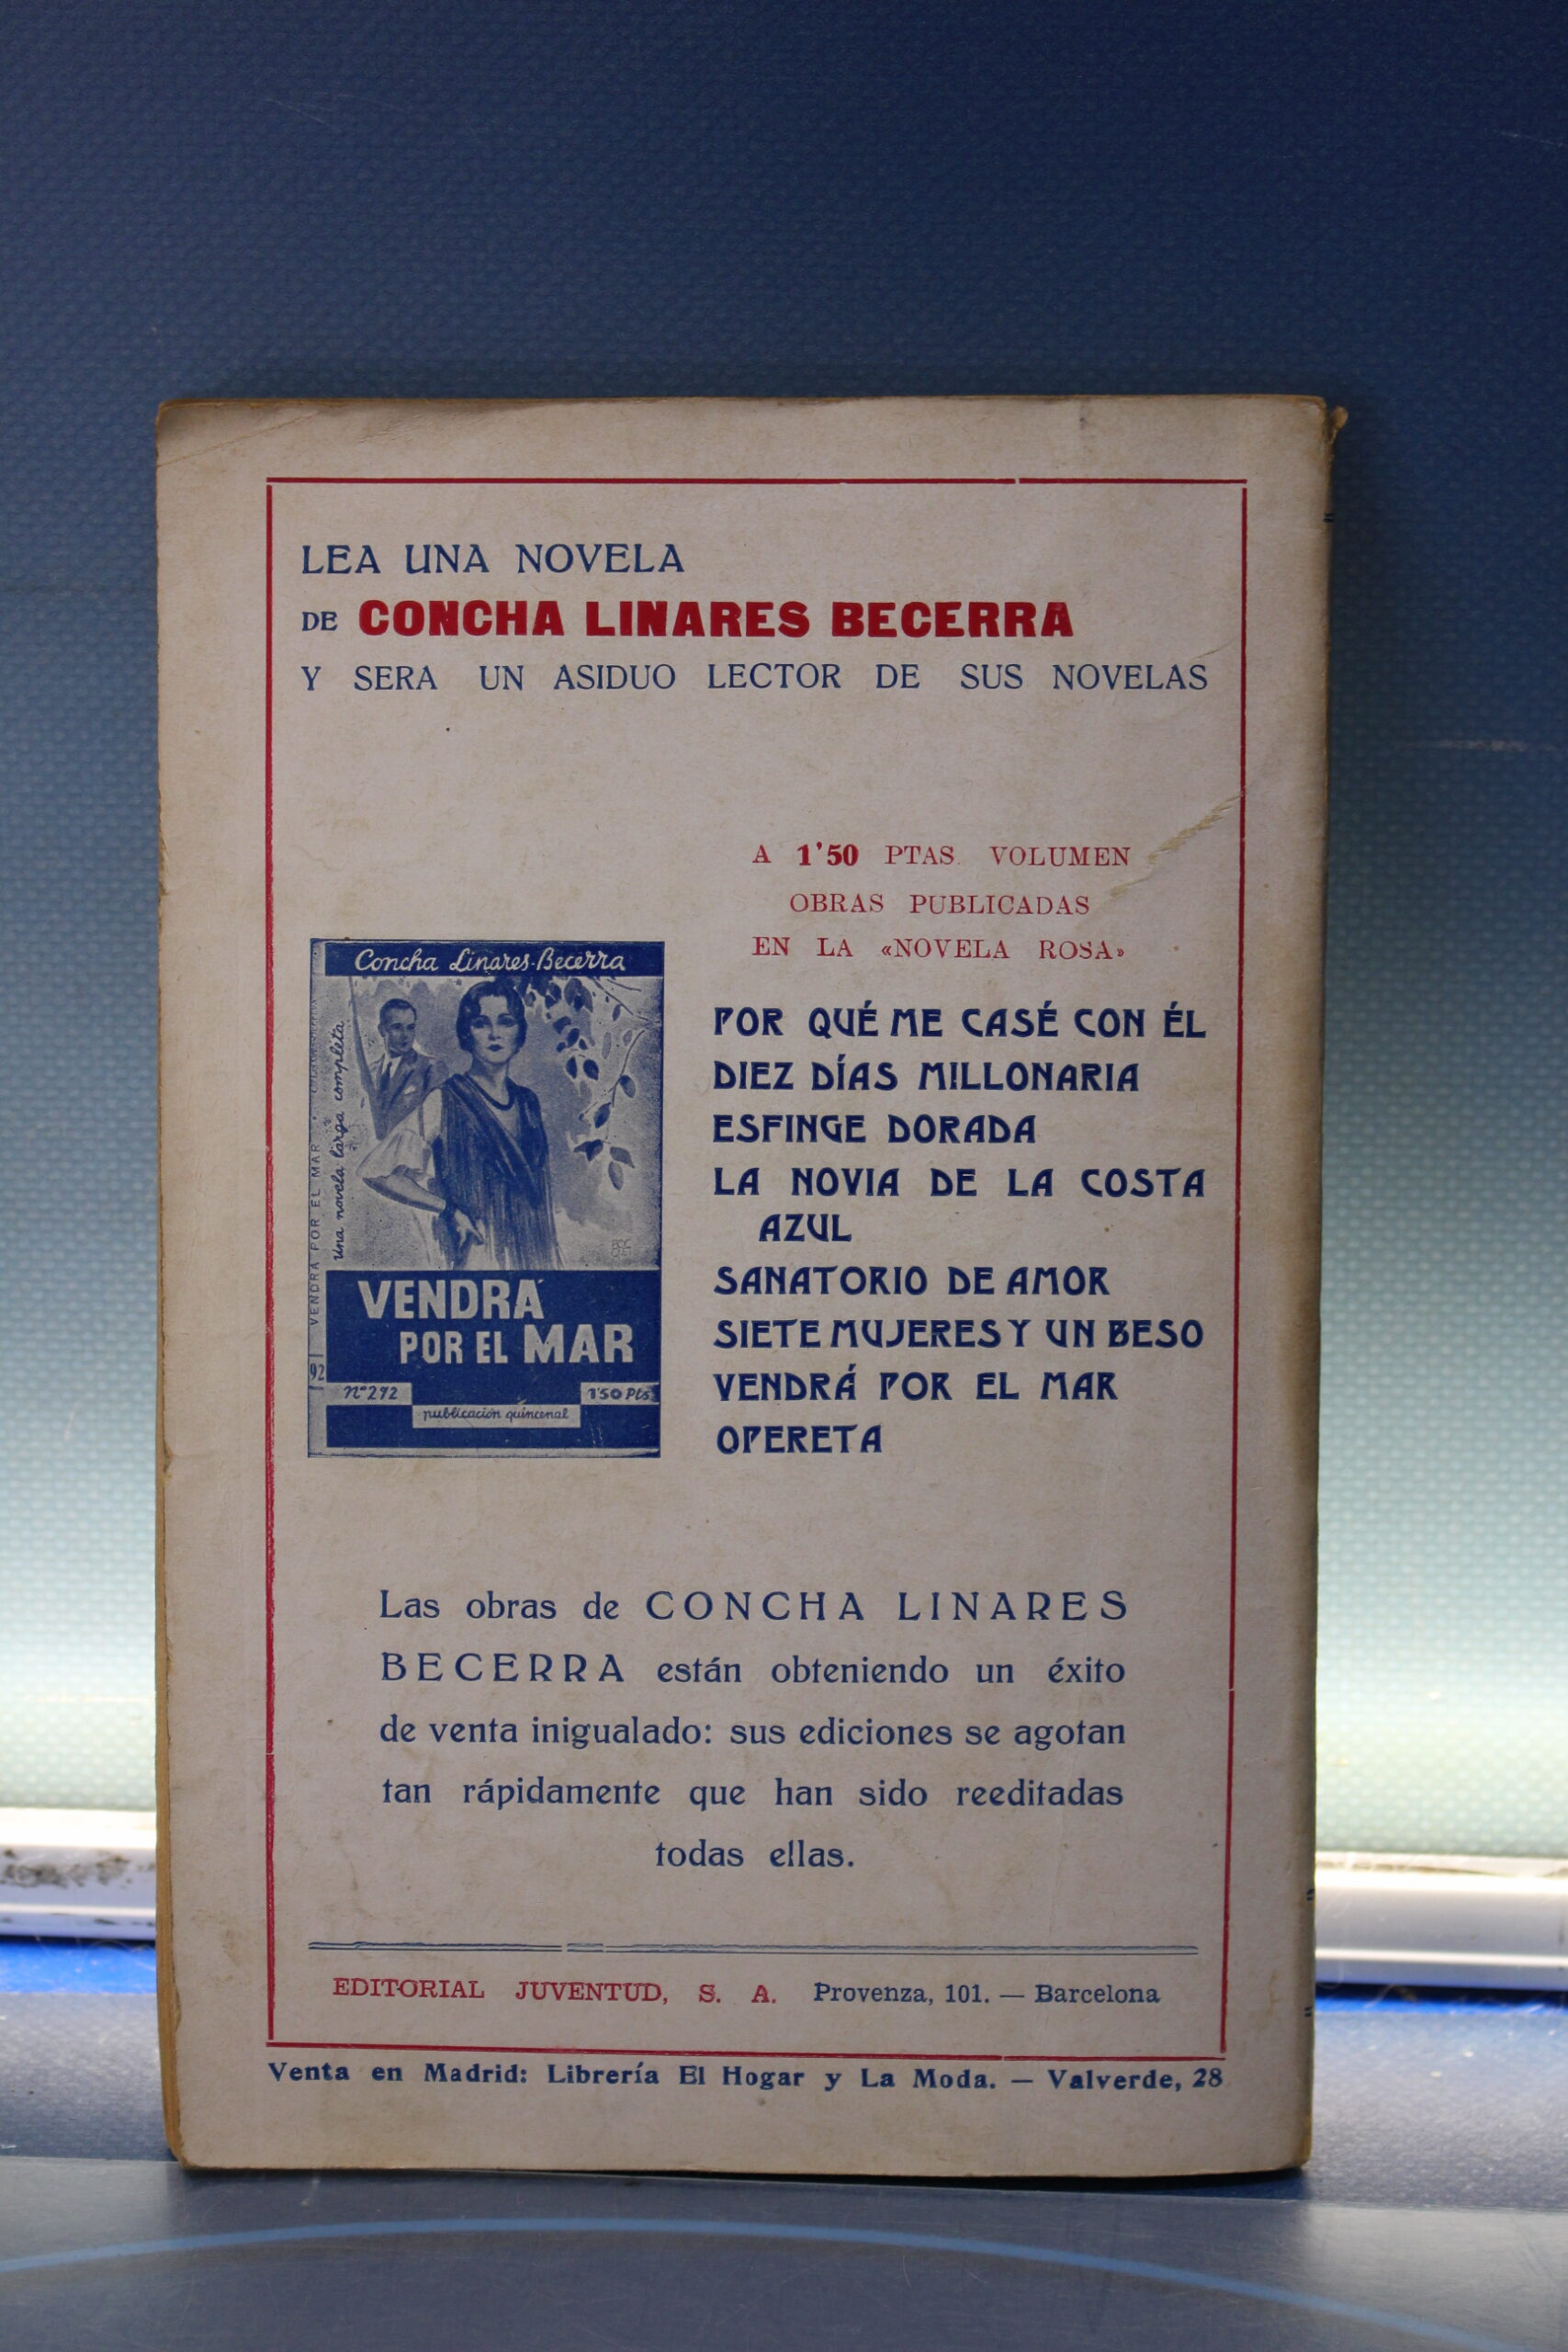 LEA UNA NOVELA
DE CONCHA LINARES BECERRA
Y SERA UN ASIDUO LECTOR DE SUS NOVELAS
A 1'50 PTAS. VOLUMEN
OBRAS PUBLICADAS
EN LA «NOVELA ROSA»
Concha Linares-Becerra
una novela larga completa
VENDRA POR EL MAR
92
VENDRÁ
POR EL MAR
nº 292
1'50 Pts
publicación quincenal
POR QUÉ ME CASÉ CON ÉL
DIEZ DÍAS MILLONARIA
ESFINGE DORADA
LA NOVIA DE LA COSTA
AZUL
SANATORIO DE AMOR
SIETE MUJERES Y UN BESO
VENDRÁ POR EL MAR
OPERETA
Las obras de CONCHA LINARES
BECERRA están obteniendo un éxito
de venta inigualado: sus ediciones se agotan
tan rápidamente que han sido reeditadas
todas ellas.
EDITORIAL JUVENTUD, S. A. Provenza, 101. — Barcelona
Venta en Madrid: Librería El Hogar y La Moda. — Valverde, 28